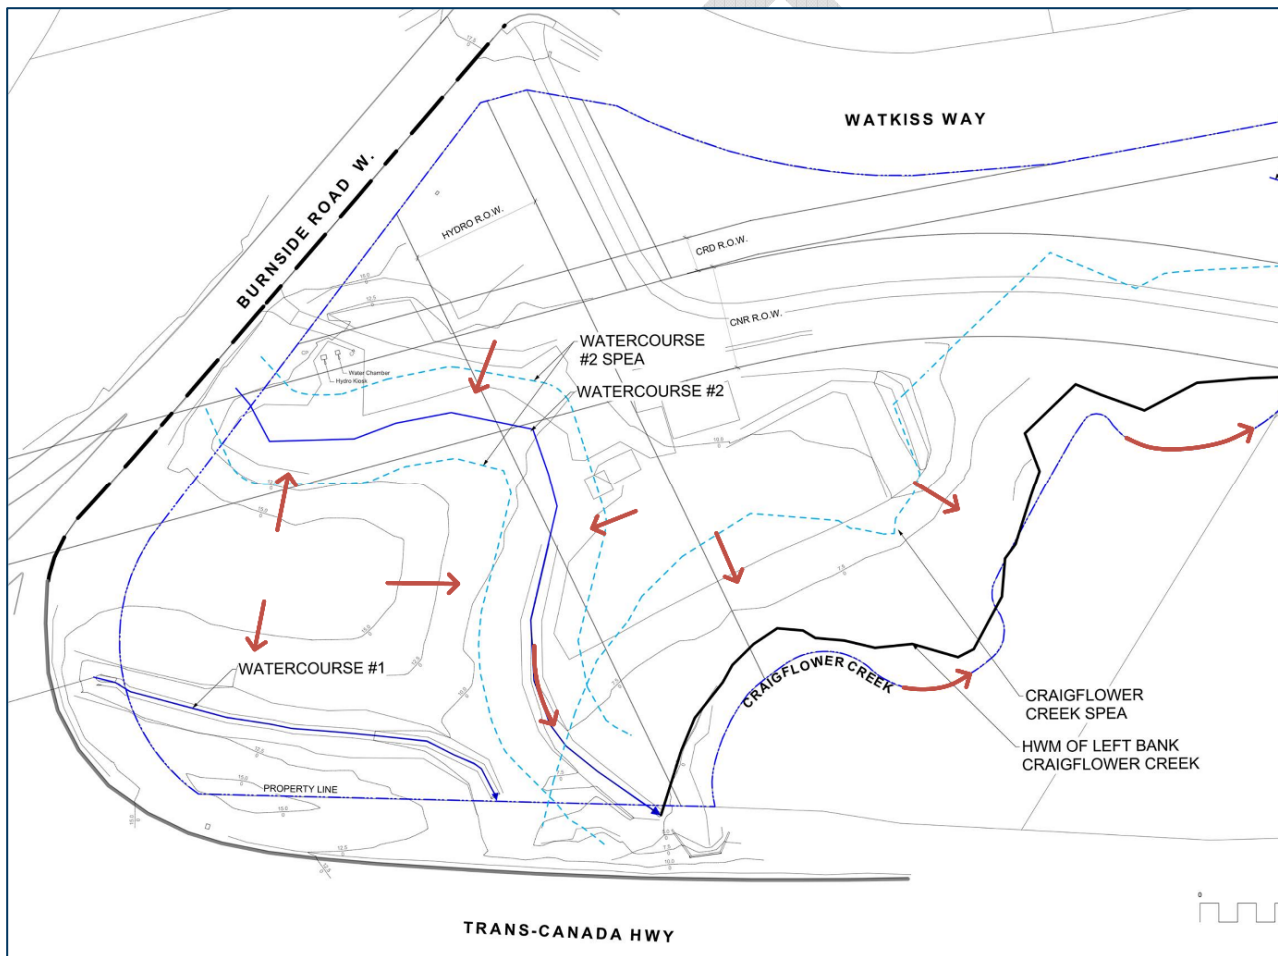 WATKISS WAY
BURNSIDE ROAD W.
HYDRO R.O.W.
CRD R.O.W.
CNR R.O.W.
WATERCOURSE
#2 SPEA
WATERCOURSE #2
Water Chamber
Hydro Kiosk
WATERCOURSE #1
CRAIGFLOWER CREEK
CRAIGFLOWER
CREEK SPEA
HWM OF LEFT BANK
CRAIGFLOWER CREEK
PROPERTY LINE
TRANS-CANADA HWY
0